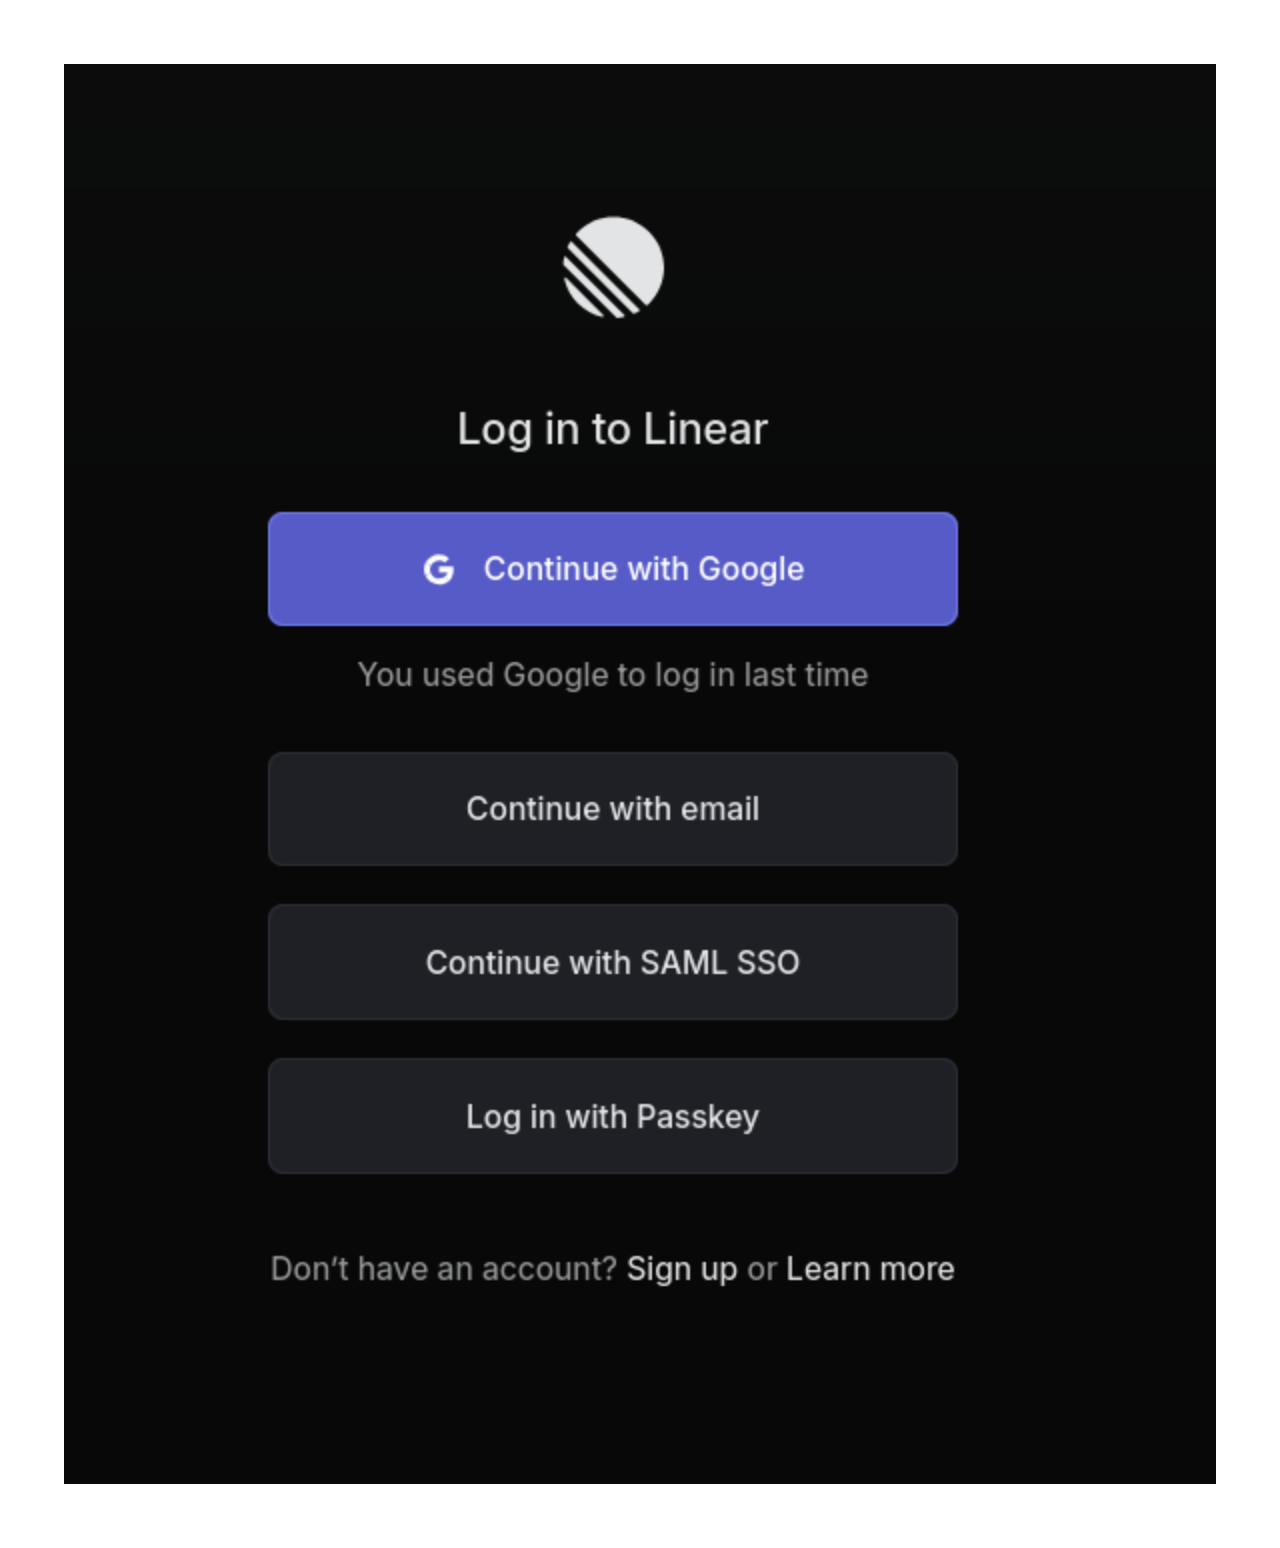 Log in to Linear
Continue with Google
You used Google to log in last time
Continue with email
Continue with SAML SSO
Log in with Passkey
Don’t have an account? Sign up or Learn more